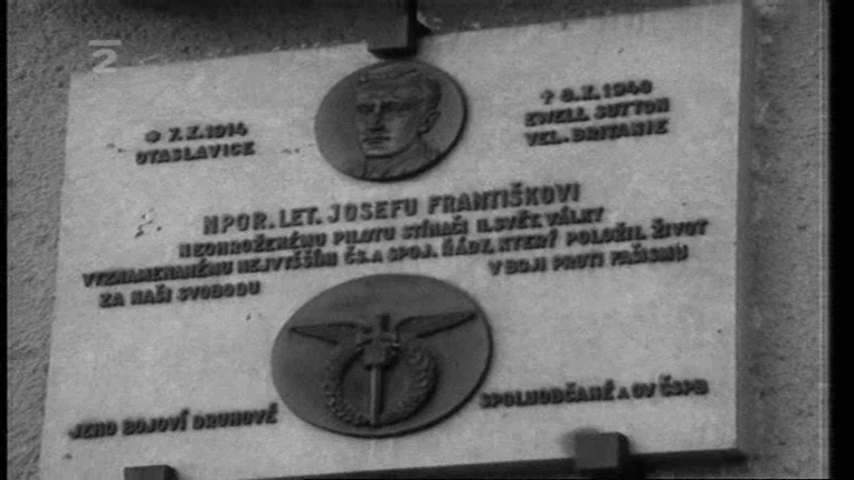 2
* 7. X. 1914
OTASLAVICE
† 8. X. 1940
EWELL SUTTON
VEL. BRITANIE
NPOR. LET. JOSEFU FRANTIŠKOVI
NEOHROŽENÉMU PILOTU STÍHAČI II. SVĚT. VÁLKY
VYZNAMENANÉMU NEJVYŠŠÍM ČS. A SPOJ. ŘÁDY, KTERÝ POLOŽIL ŽIVOT
ZA NAŠI SVOBODU V BOJI PROTI FAŠISMU
JEHO BOJOVÍ DRUHOVÉ
SPOLUOBČANÉ A OV ČSPB